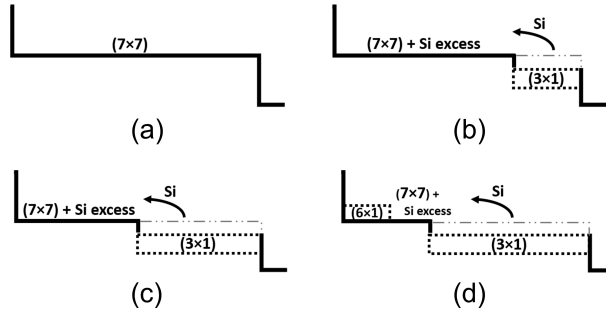 (7×7)
(a)
Si
(7×7) + Si excess
(3×1)
(b)
Si
(7×7) + Si excess
(3×1)
(c)
(7×7) +
Si
(6×1)
Si excess
(3×1)
(d)